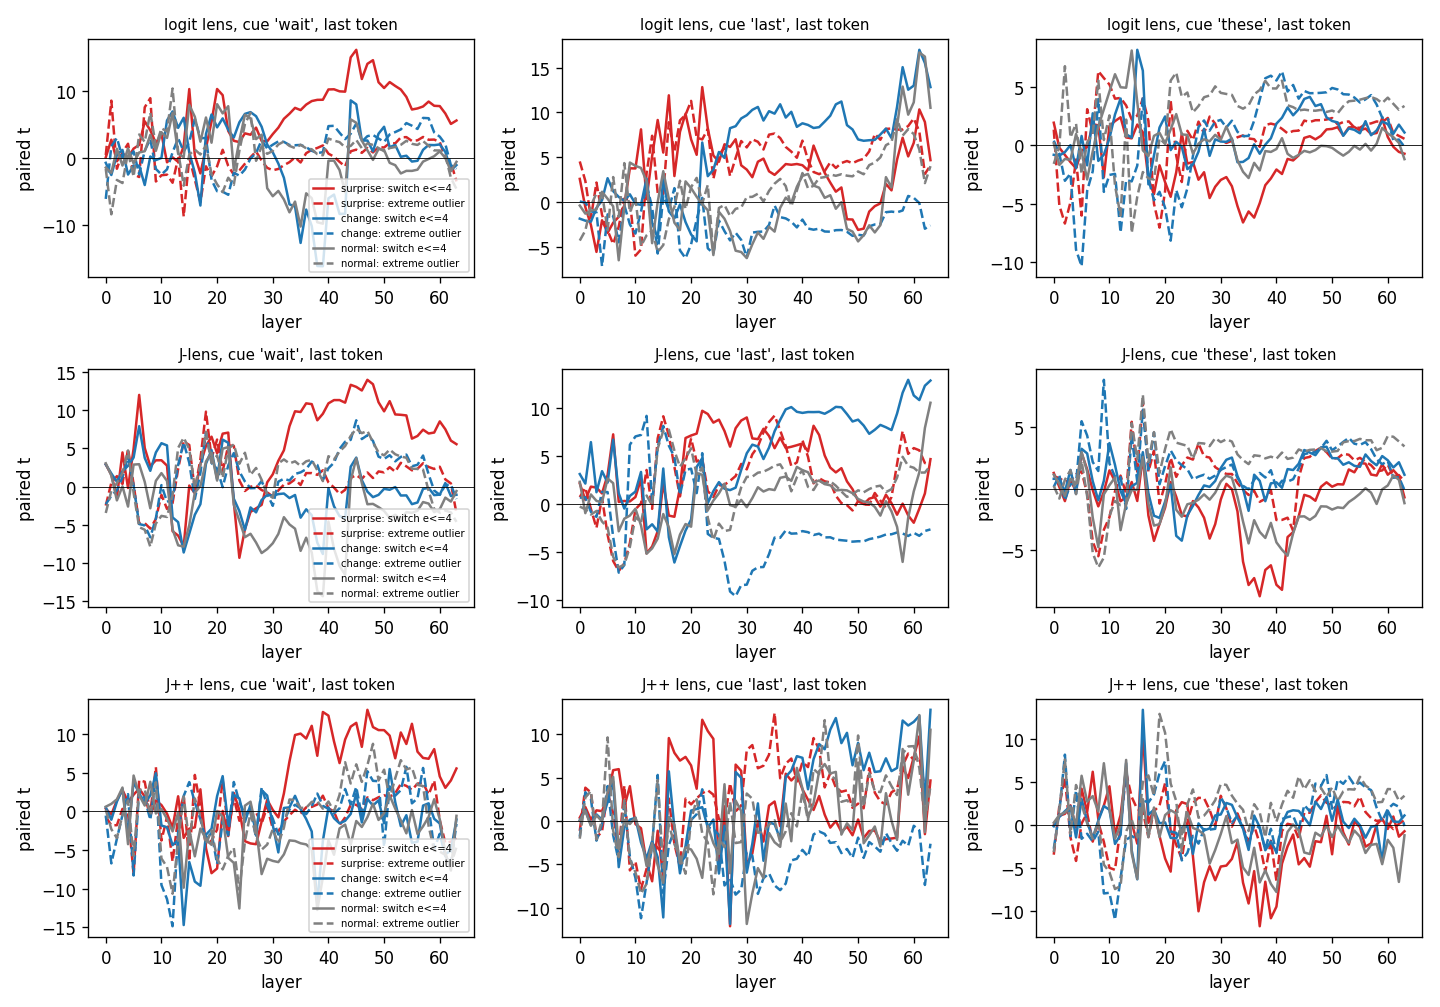 logit lens, cue 'wait', last token
paired t
10
0
−10
surprise: switch e<=4
surprise: extreme outlier
change: switch e<=4
change: extreme outlier
normal: switch e<=4
normal: extreme outlier
0 10 20 30 40 50 60
layer
logit lens, cue 'last', last token
paired t
15
10
5
0
−5
0 10 20 30 40 50 60
layer
logit lens, cue 'these', last token
paired t
5
0
−5
−10
0 10 20 30 40 50 60
layer
J-lens, cue 'wait', last token
paired t
15
10
5
0
−5
−10
−15
surprise: switch e<=4
surprise: extreme outlier
change: switch e<=4
change: extreme outlier
normal: switch e<=4
normal: extreme outlier
0 10 20 30 40 50 60
layer
J-lens, cue 'last', last token
paired t
10
5
0
−5
−10
0 10 20 30 40 50 60
layer
J-lens, cue 'these', last token
paired t
5
0
−5
0 10 20 30 40 50 60
layer
J++ lens, cue 'wait', last token
paired t
10
5
0
−5
−10
−15
surprise: switch e<=4
surprise: extreme outlier
change: switch e<=4
change: extreme outlier
normal: switch e<=4
normal: extreme outlier
0 10 20 30 40 50 60
layer
J++ lens, cue 'last', last token
paired t
10
5
0
−5
−10
0 10 20 30 40 50 60
layer
J++ lens, cue 'these', last token
paired t
10
5
0
−5
−10
0 10 20 30 40 50 60
layer